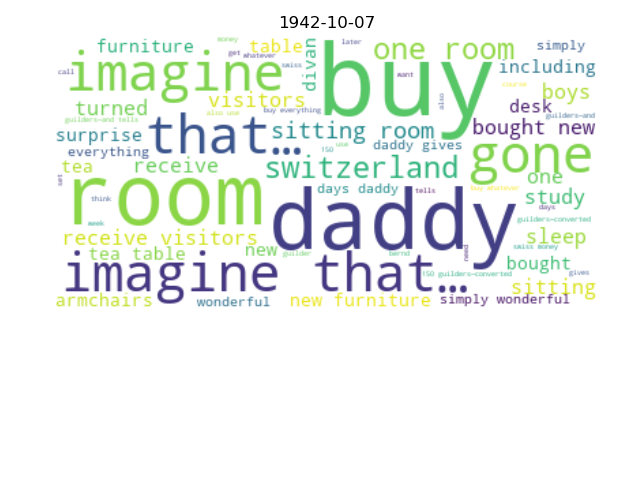 1942-10-07
furniture table divan one room simply
imagine buy including
visitors boys
turned desk
surprise that… sitting room bought new
everything daddy gives gone
tea receive switzerland one
room days daddy study
daddy
receive visitors sleep
tea table new bought
imagine that… sitting
armchairs wonderful new furniture simply wonderful
money
get whatever
swiss
later
call
want
also
course
guilders—and
guilders—and tells
also use
buy everything
150
use
set
think
week
tells
buy whatever
days
guilders—converted
need
swiss money
guilder
bernd
150 guilders—converted
gives